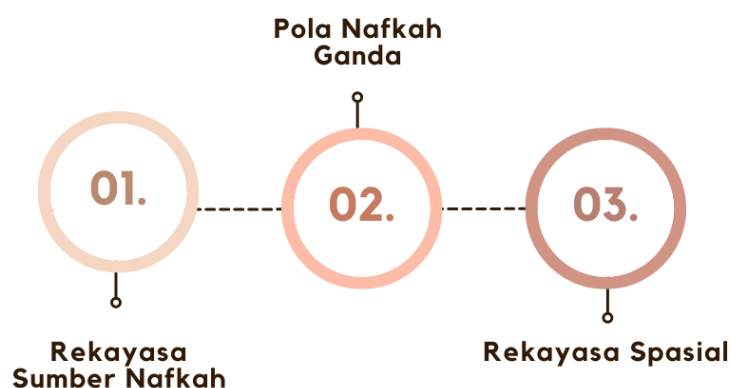 01.
Rekayasa
Sumber Nafkah
02.
Pola Nafkah
Ganda
03.
Rekayasa Spasial